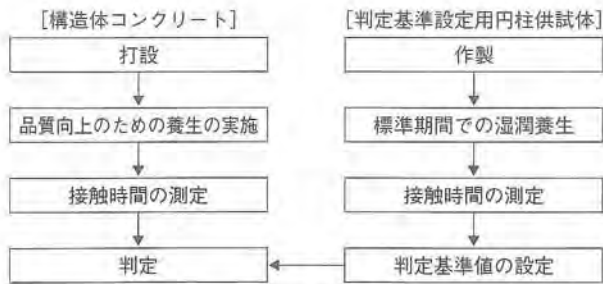 [構造体コンクリート]
打設
品質向上のための養生の実施
接触時間の測定
判定
[判定基準設定用円柱供試体]
作製
標準期間での湿潤養生
接触時間の測定
判定基準値の設定